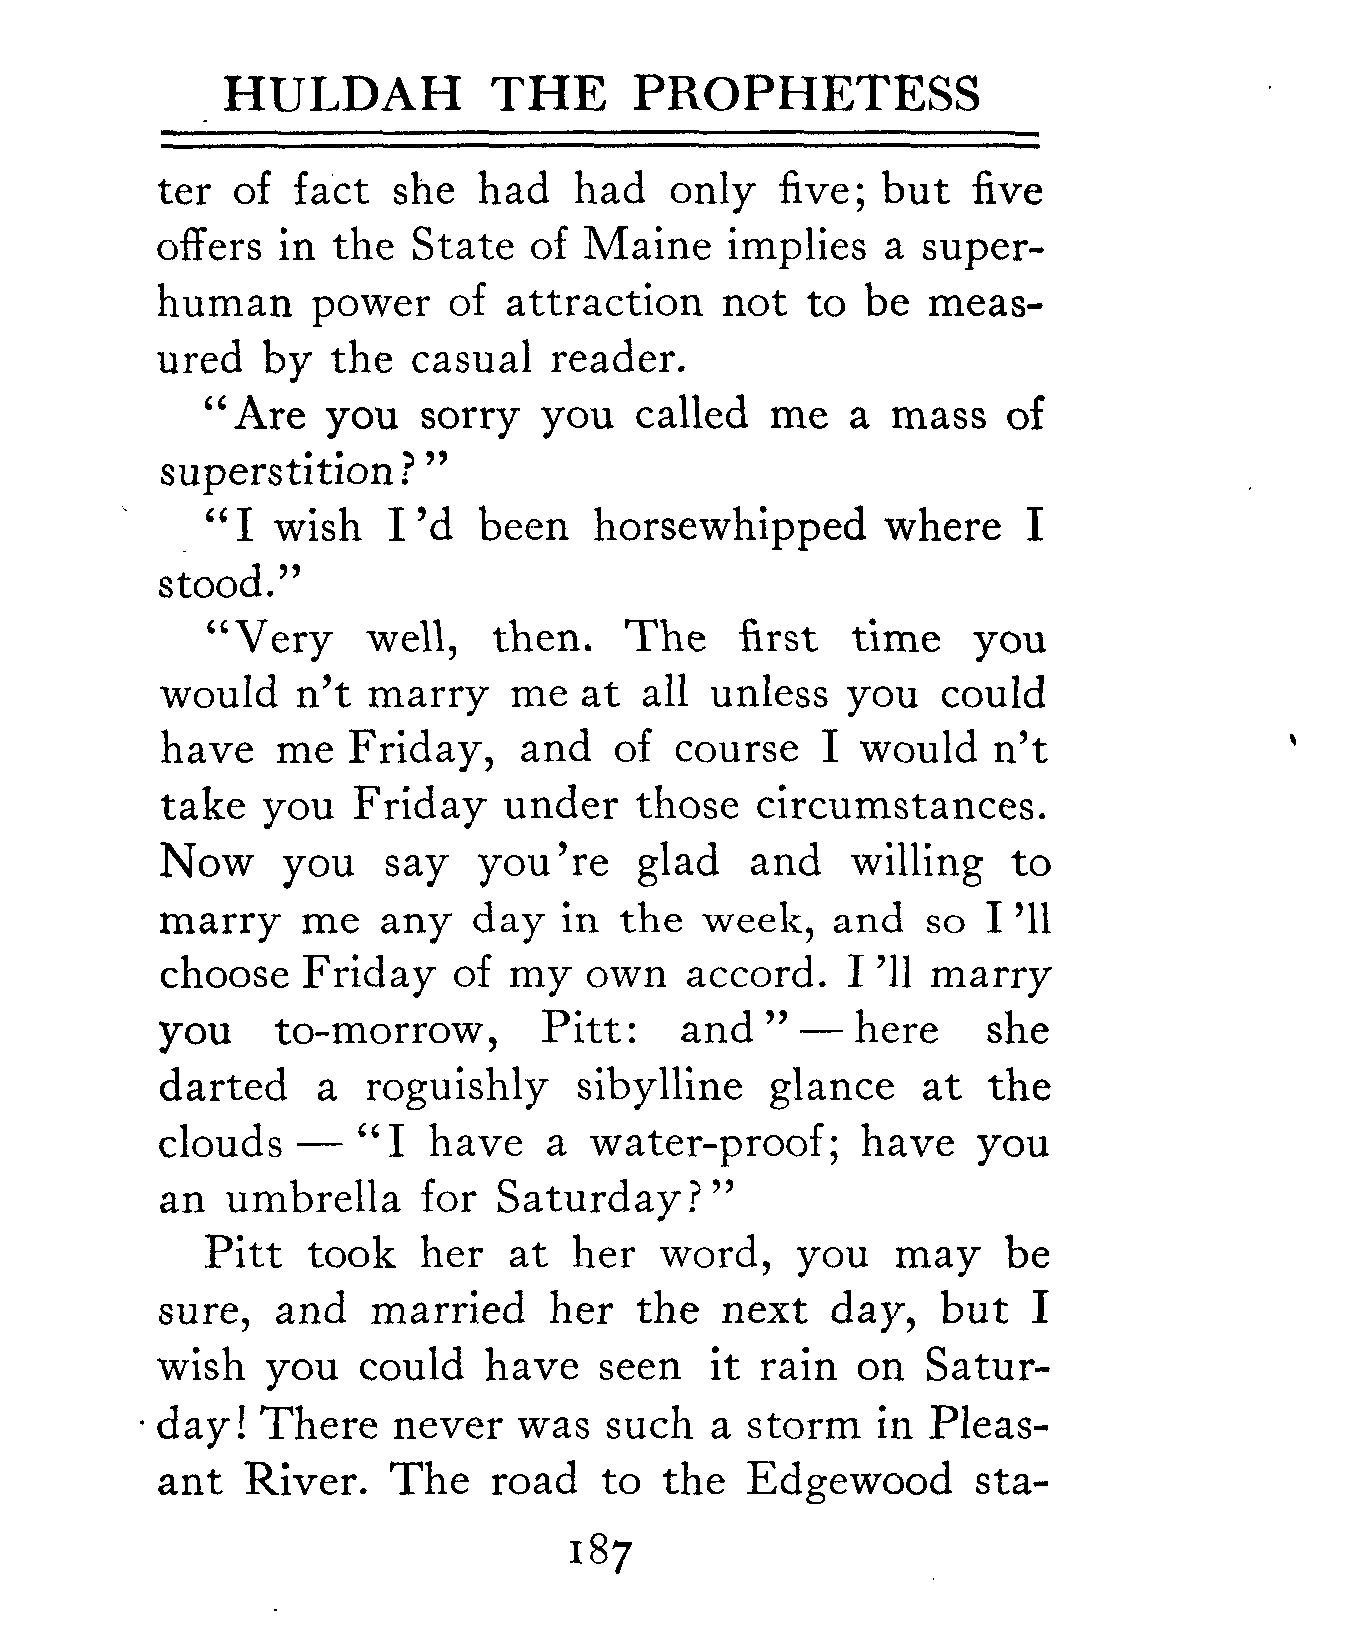 HULDAH THE PROPHETESS
ter of fact she had had only five; but five
offers in the State of Maine implies a super-
human power of attraction not to be meas-
ured by the casual reader.
"Are you sorry you called me a mass of
superstition?"
"I wish I'd been horsewhipped where I
stood."
"Very well, then. The first time you
would n't marry me at all unless you could
have me Friday, and of course I would n't
take you Friday under those circumstances.
Now you say you're glad and willing to
marry me any day in the week, and so I'll
choose Friday of my own accord. I'll marry
you to-morrow, Pitt: and" — here she
darted a roguishly sibylline glance at the
clouds — "I have a water-proof; have you
an umbrella for Saturday?"
Pitt took her at her word, you may be
sure, and married her the next day, but I
wish you could have seen it rain on Satur-
day! There never was such a storm in Pleas-
ant River. The road to the Edgewood sta-
187